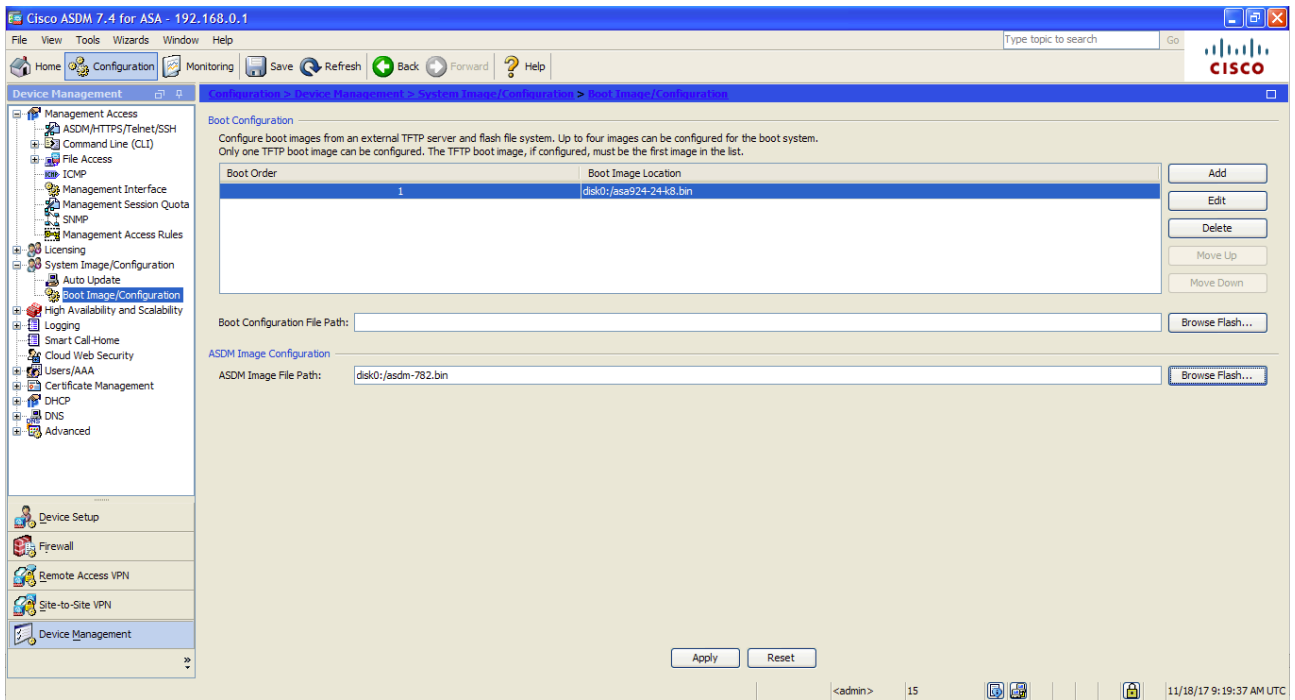 Cisco ASDM 7.4 for ASA - 192.168.0.1
File View Tools Wizards Window Help
Type topic to search Go
Home Configuration Monitoring Save Refresh Back Forward Help
CISCO
Device Management
Configuration > Device Management > System Image/Configuration > Boot Image/Configuration
Management Access
ASDM/HTTPS/Telnet/SSH
Command Line (CLI)
File Access
ICMP ICMP
Management Interface
Management Session Quota
SNMP
Management Access Rules
Licensing
System Image/Configuration
Auto Update
Boot Image/Configuration
High Availability and Scalability
Logging
Smart Call-Home
Cloud Web Security
Users/AAA
Certificate Management
DHCP
DNS DNS
Advanced
Device Setup
Firewall
Remote Access VPN
Site-to-Site VPN
Device Management
Boot Configuration
Configure boot images from an external TFTP server and flash file system. Up to four images can be configured for the boot system.
Only one TFTP boot image can be configured. The TFTP boot image, if configured, must be the first image in the list.
Boot Order Boot Image Location
1 disk0:/asa924-24-k8.bin
Add
Edit
Delete
Move Up
Move Down
Boot Configuration File Path: Browse Flash...
ASDM Image Configuration
ASDM Image File Path: disk0:/asdm-782.bin Browse Flash...
Apply Reset
<admin> 15 11/18/17 9:19:37 AM UTC